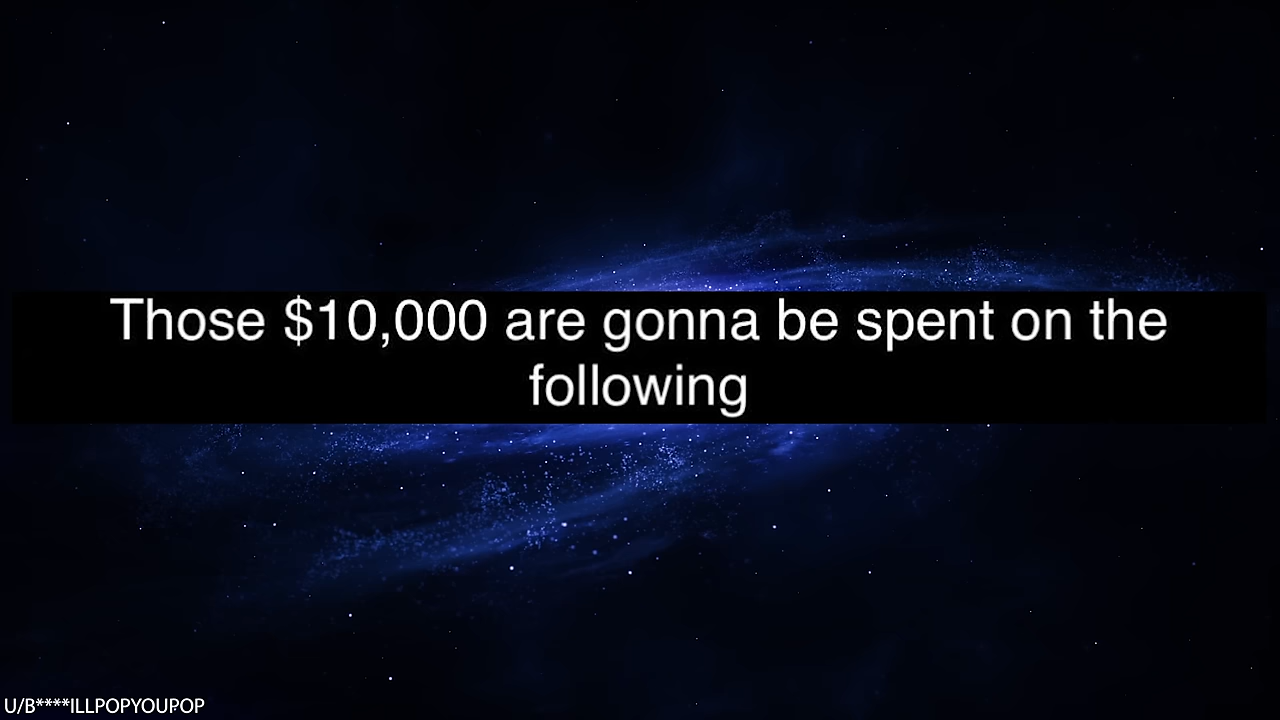 Those $10,000 are gonna be spent on the
following
U/B****ILLPOPYOUPOP